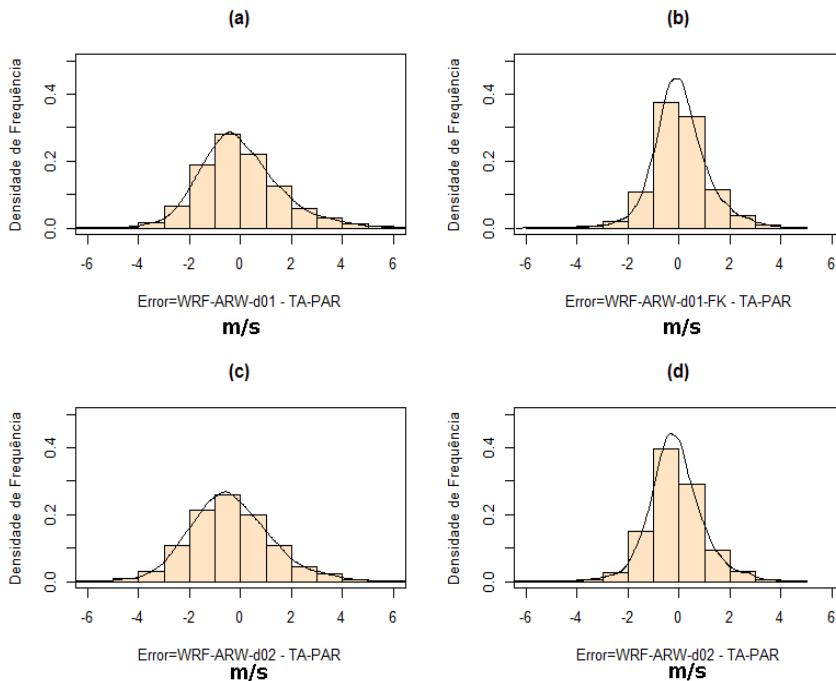 (a)
Densidade de Frequência
0.0 0.2 0.4
-6 -4 -2 0 2 4 6
Error=WRF-ARW-d01 - TA-PAR
m/s
(b)
Densidade de Frequência
0.0 0.2 0.4
-6 -4 -2 0 2 4 6
Error=WRF-ARW-d01-FK - TA-PAR
m/s
(c)
Densidade de Frequência
0.0 0.2 0.4
-6 -4 -2 0 2 4 6
Error=WRF-ARW-d02 - TA-PAR
m/s
(d)
Densidade de Frequência
0.0 0.2 0.4
-6 -4 -2 0 2 4 6
Error=WRF-ARW-d02 - TA-PAR
m/s